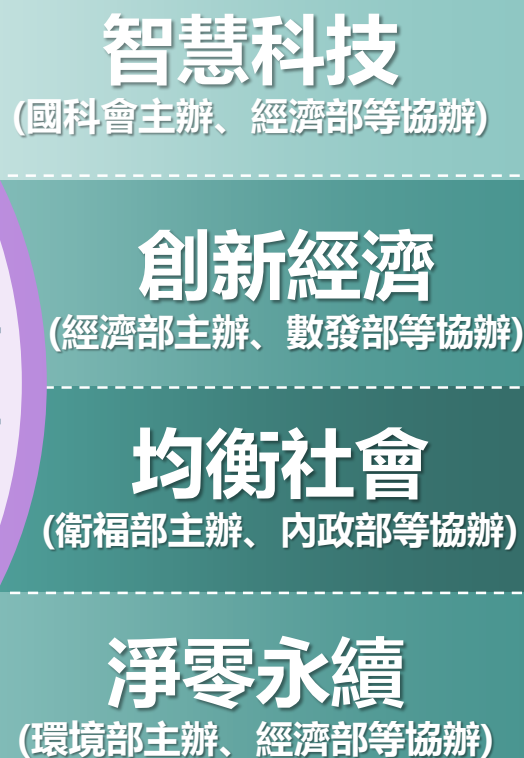 智慧科技
(國科會主辦、經濟部等協辦)
創新經濟
(經濟部主辦、數發部等協辦)
均衡社會
(衛福部主辦、內政部等協辦)
淨零永續
(環境部主辦、經濟部等協辦)